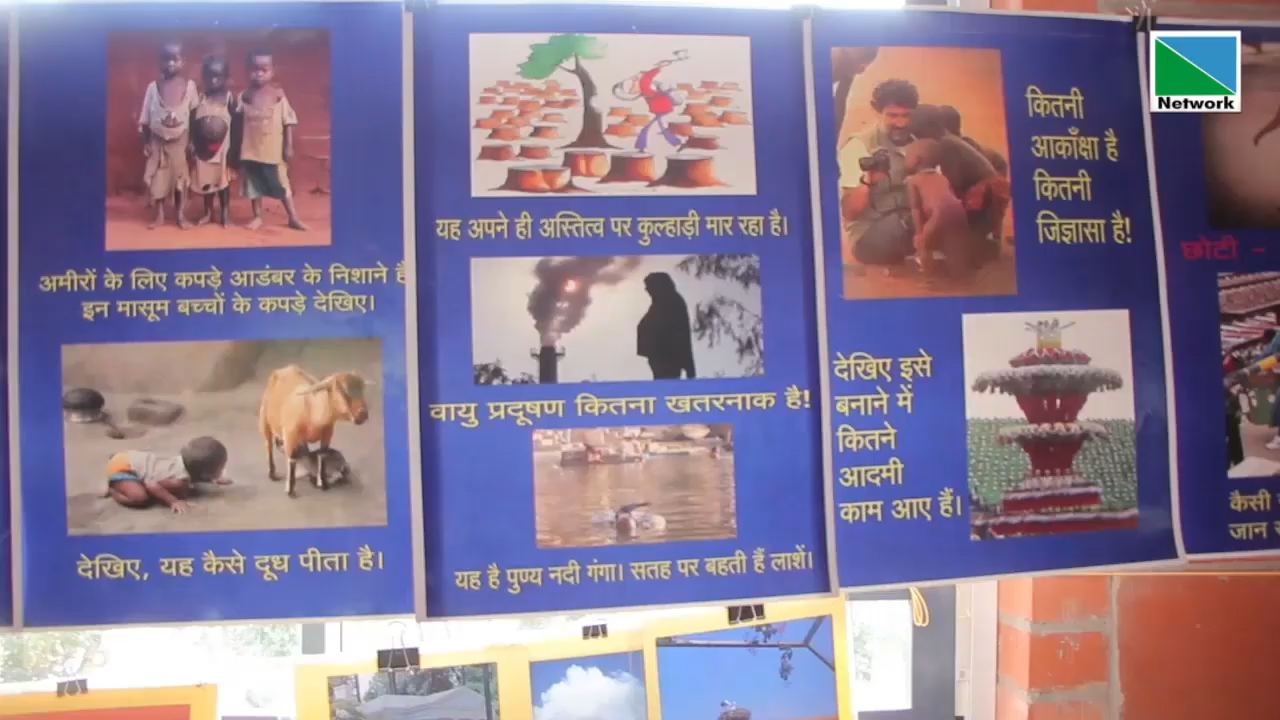 अमीरों के लिए कपड़े आडंबर के निशाने
इन मासूम बच्चों के कपड़े देखिए।
देखिए, यह कैसे दूध पीता है।
यह अपने ही अस्तित्व पर कुल्हाड़ी मार रहा है।
वायु प्रदूषण कितना खतरनाक है!
यह है पुण्य नदी गंगा। सतह पर बहती हैं लाशें।
कितनी
आकाँक्षा है
कितनी
जिज्ञासा है!
देखिए इसे
बनाने में
कितने
आदमी
काम आए हैं।
Network
छोटी -
कैसी
जान